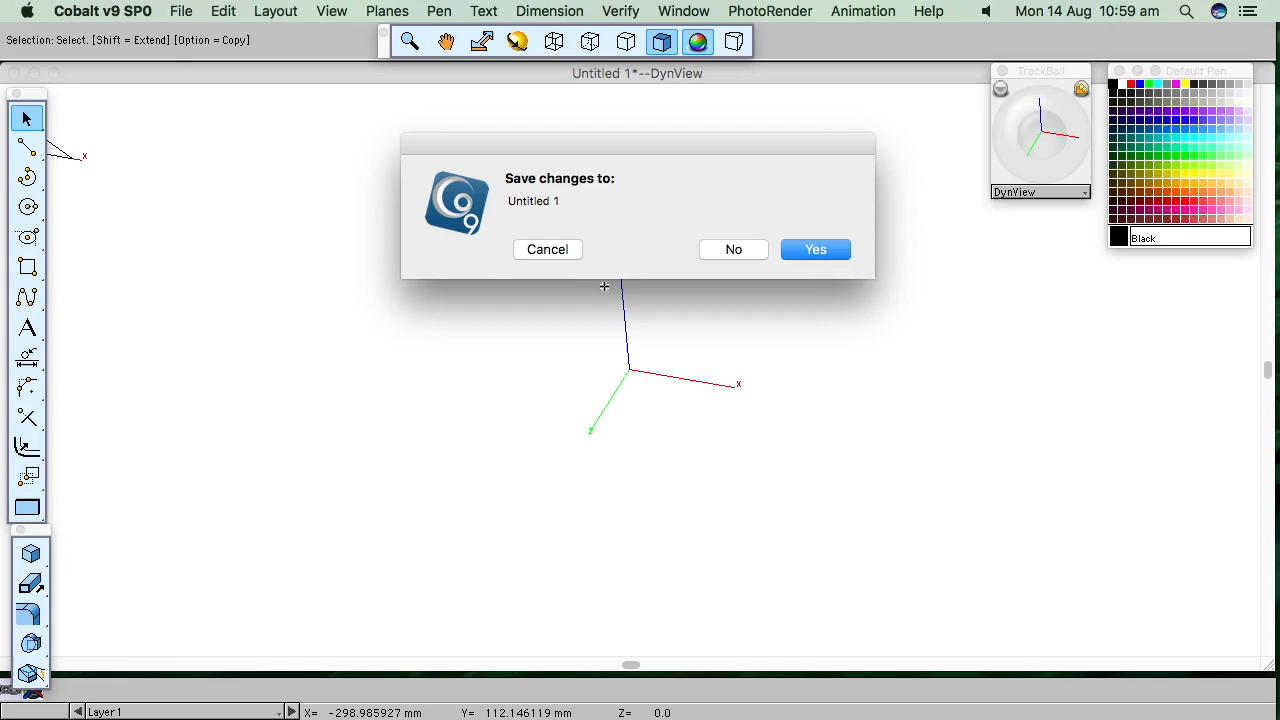 Cobalt v9 SP0 File Edit Layout View Planes Pen Text Dimension Verify Window PhotoRender Animation Help Mon 14 Aug 10:59 am
Selection: Select. [Shift = Extend] [Option = Copy]
Untitled 1*--DynView
TrackBall
Default Pen
x
Save changes to:
Untitled 1
9
Cancel No Yes
DynView
Black
x
z
A
Layer1 X= -298.985927 mm Y= 112.146119 mm Z= 0.0